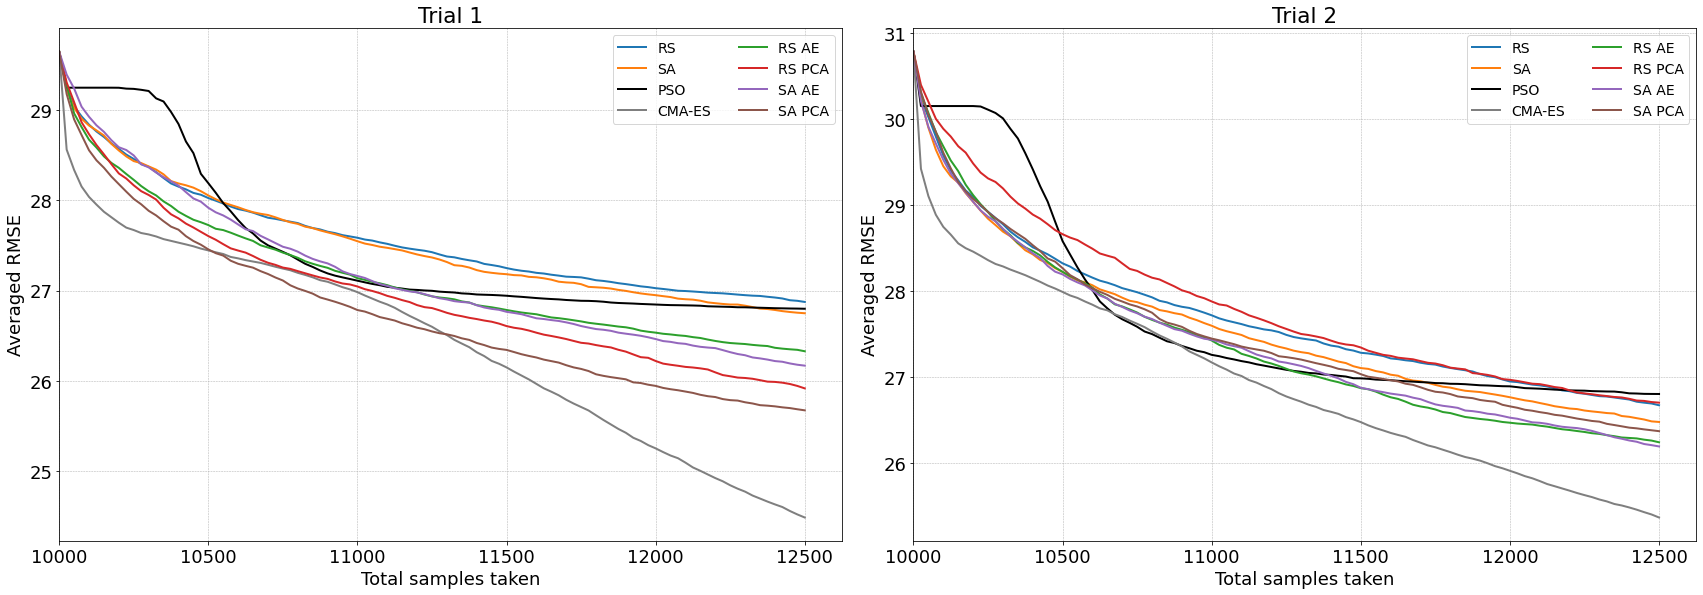 Trial 1
Averaged RMSE
29
28
27
26
25
RS
SA
PSO
CMA-ES
RS AE
RS PCA
SA AE
SA PCA
10000
10500
11000
11500
12000
12500
Total samples taken
Trial 2
Averaged RMSE
31
30
29
28
27
26
RS
SA
PSO
CMA-ES
RS AE
RS PCA
SA AE
SA PCA
10000
10500
11000
11500
12000
12500
Total samples taken